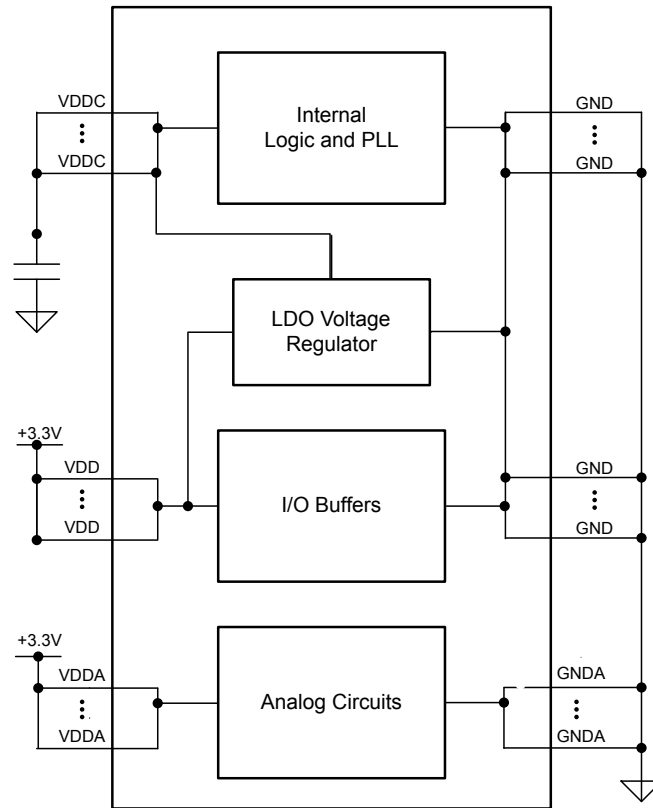 VDDC
VDDC
Internal
Logic and PLL
GND
GND
LDO Voltage
Regulator
+3.3V
VDD
VDD
I/O Buffers
GND
GND
+3.3V
VDDA
VDDA
Analog Circuits
GNDA
GNDA